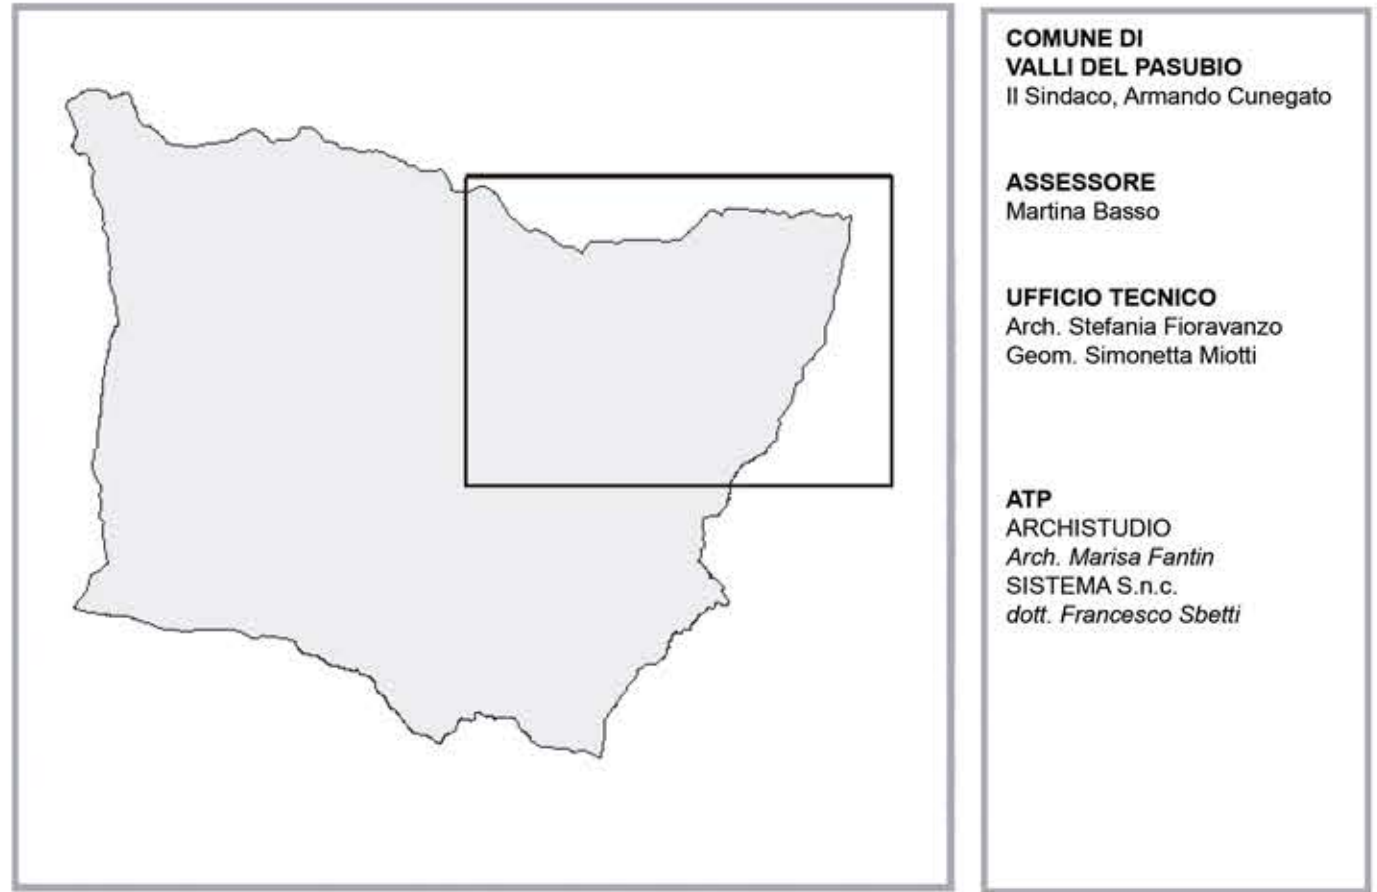 COMUNE DI
VALLI DEL PASUBIO
Il Sindaco, Armando Cunegato
ASSESSORE
Martina Basso
UFFICIO TECNICO
Arch. Stefania Fioravanzo
Geom. Simonetta Miotti
ATP
ARCHISTUDIO
Arch. Marisa Fantin
SISTEMA S.n.c.
dott. Francesco Sbetti